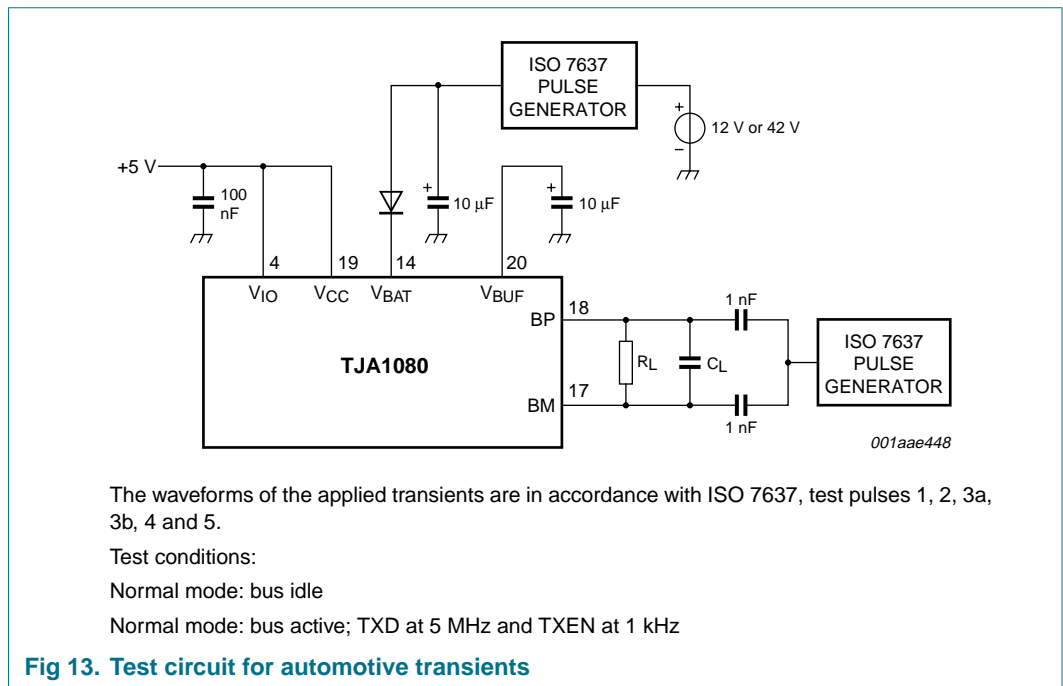 ISO 7637
PULSE
GENERATOR
+
12 V or 42 V
−
+5 V
100
nF
+
10 μF
+
10 μF
4
19
14
20
VIO
VCC
VBAT
VBUF
BP
18
1 nF
TJA1080
RL
CL
ISO 7637
PULSE
GENERATOR
BM
17
1 nF
001aae448
The waveforms of the applied transients are in accordance with ISO 7637, test pulses 1, 2, 3a,
3b, 4 and 5.
Test conditions:
Normal mode: bus idle
Normal mode: bus active; TXD at 5 MHz and TXEN at 1 kHz
Fig 13. Test circuit for automotive transients